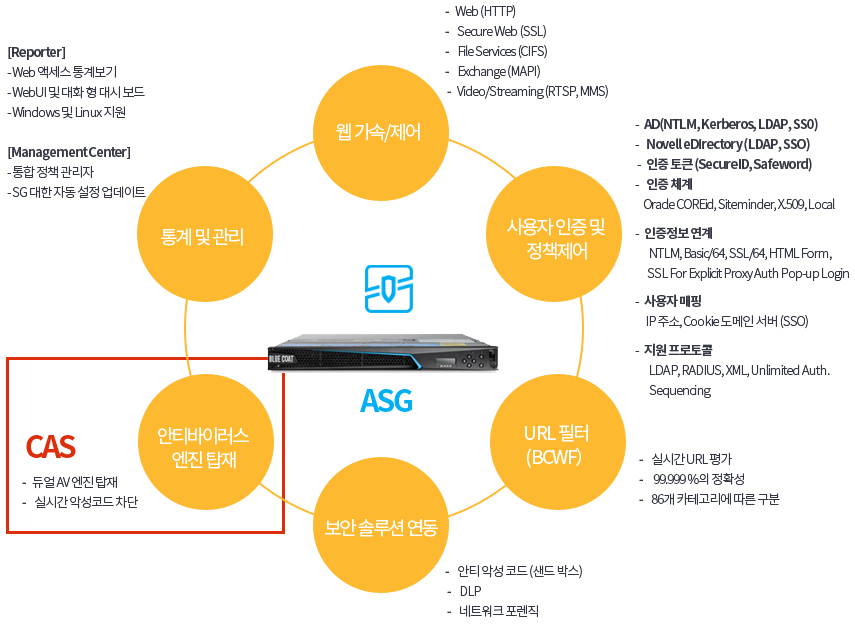 - Web (HTTP)
- Secure Web (SSL)
- File Services (CIFS)
- Exchange (MAPI)
- Video/Streaming (RTSP, MMS)
[Reporter]
- Web 액세스 통계보기
- WebUI 및 대화 형 대시 보드
- Windows 및 Linux 지원
[Management Center]
- 통합 정책 관리자
- SG 대한 자동 설정 업데이트
웹 가속/제어
- AD(NTLM, Kerberos, LDAP, SS0)
- Novell eDirectory (LDAP, SSO)
- 인증 토큰 (SecureID, Safeword)
- 인증 체계
Oracle COREid, Siteminder, X.509, Local
- 인증정보 연계
NTLM, Basic/64, SSL/64, HTML Form,
SSL For Explicit Proxy Auth Pop-up Login
- 사용자 매핑
IP 주소, Cookie 도메인 서버 (SSO)
- 지원 프로토콜
LDAP, RADIUS, XML, Unlimited Auth.
Sequencing
통계 및 관리
사용자 인증 및
정책제어
BLUE COAT
ASG
CAS
- 듀얼 AV 엔진 탑재
- 실시간 악성코드 차단
안티바이러스
엔진 탑재
URL 필터
(BCWF)
- 실시간 URL 평가
- 99.999 %의 정확성
- 86개 카테고리에 따른 구분
보안 솔루션 연동
- 안티 악성 코드 (샌드 박스)
- DLP
- 네트워크 포렌직